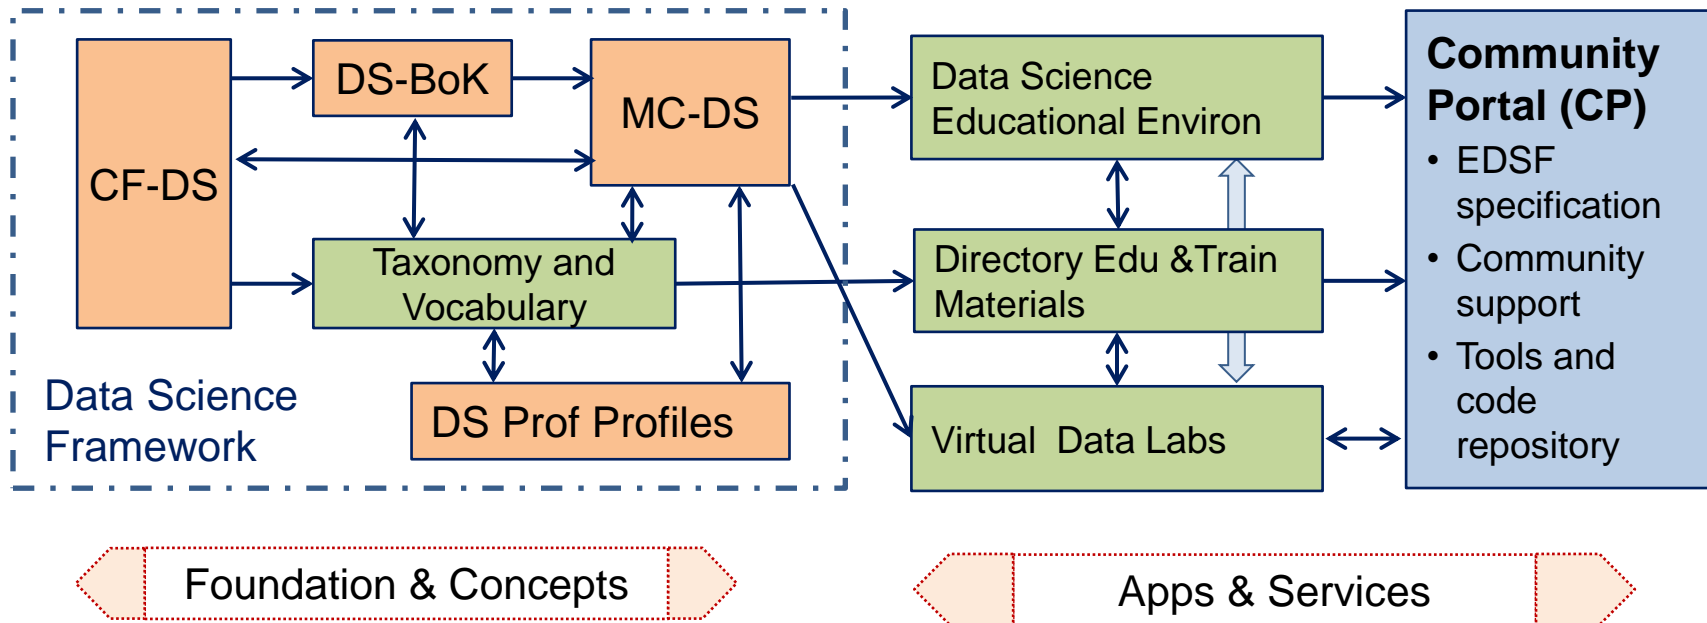 CF-DS
DS-BoK
MC-DS
Taxonomy and
Vocabulary
DS Prof Profiles
Data Science
Framework
Data Science
Educational Environ
Directory Edu &Train
Materials
Virtual  Data Labs
Community
Portal (CP)
• EDSF
specification
• Community
support
• Tools and
code
repository
Foundation & Concepts
Apps & Services